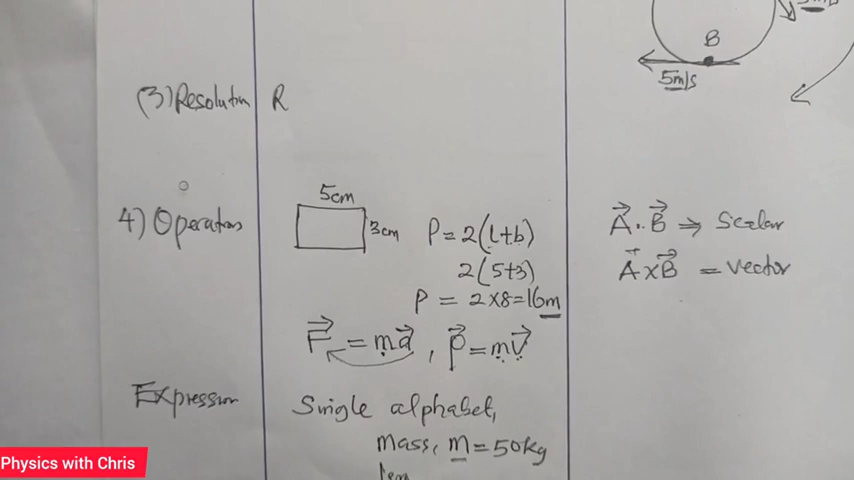 B
5m/s
(3) Resolution R
4) Operations
5cm
3cm
P = 2(l+b)
2(5+3)
P = 2×8=16m
F⃗ = ma⃗, P⃗ = mV⃗
A⃗ . B⃗ ⇒ Scalar
A⃗ × B⃗ = Vector
Expression
Single alphabet,
mass, m = 50kg
len
Physics with Chris